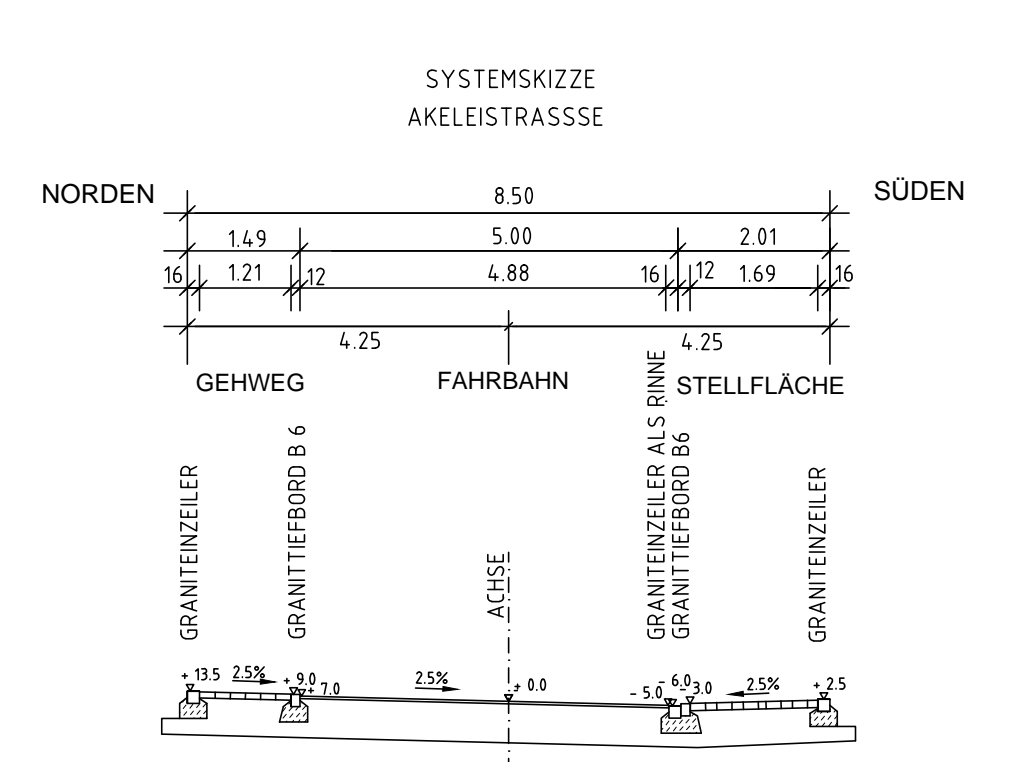 SYSTEMSKIZZE
AKELEISTRASSSE
NORDEN
SÜDEN
8.50
1.49
5.00
2.01
16
1.21
12
4.88
16
12
1.69
16
4.25
4.25
GEHWEG
FAHRBAHN
STELLFLÄCHE
GRANITEINZEILER
GRANITTIEFBORD B 6
ACHSE
GRANITEINZEILER ALS RINNE
GRANITTIEFBORD B6
GRANITEINZEILER
+ 13.5
2.5%
+ 9.0
+ 7.0
2.5%
+ 0.0
- 5.0
- 6.0
- 3.0
2.5%
+ 2.5